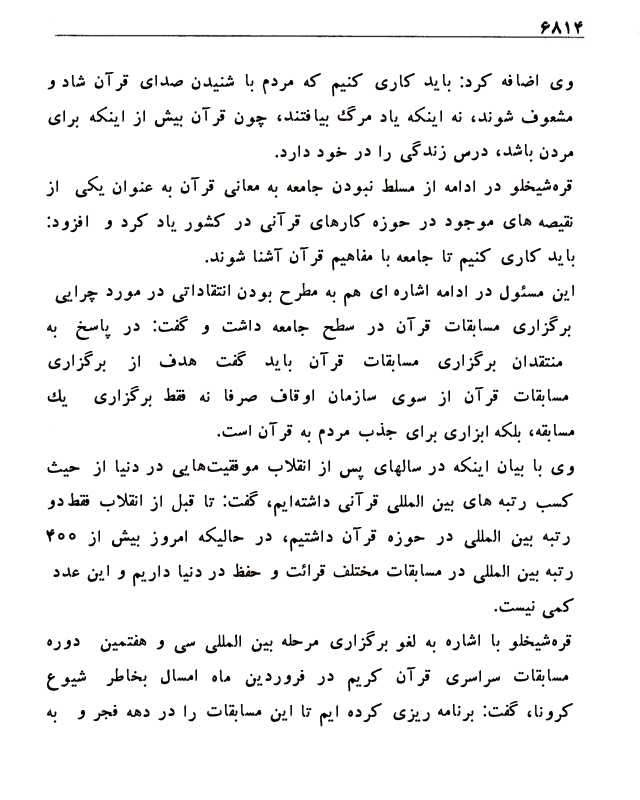 ۶۸۱۴
وی اضافه کرد: باید کاری کنیم که مردم با شنیدن صدای قرآن شاد و
مشعوف شوند، نه اینکه یاد مرگ بیافتند، چون قرآن بیش از اینکه برای
مردن باشد، درس زندگی را در خود دارد.
قره‌شیخلو در ادامه از مسلط نبودن جامعه به معانی قرآن به عنوان یکی از
نقیصه های موجود در حوزه کارهای قرآنی در کشور یاد کرد و افزود:
باید کاری کنیم تا جامعه با مفاهیم قرآن آشنا شوند.
این مسئول در ادامه اشاره ای هم به مطرح بودن انتقاداتی در مورد چرایی
برگزاری مسابقات قرآن در سطح جامعه داشت و گفت: در پاسخ به
منتقدان برگزاری مسابقات قرآن باید گفت هدف از برگزاری
مسابقات قرآن از سوی سازمان اوقاف صرفا نه فقط برگزاری یك
مسابقه، بلکه ابزاری برای جذب مردم به قرآن است.
وی با بیان اینکه در سالهای پس از انقلاب موفقیت‌هایی در دنیا از حیث
کسب رتبه های بین المللی قرآنی داشته‌ایم، گفت: تا قبل از انقلاب فقط دو
رتبه بین المللی در حوزه قرآن داشتیم، در حالیکه امروز بیش از ۴۰۰
رتبه بین المللی در مسابقات مختلف قرائت و حفظ در دنیا داریم و این عدد
کمی نیست.
قره‌شیخلو با اشاره به لغو برگزاری مرحله بین المللی سی و هفتمین دوره
مسابقات سراسری قرآن کریم در فروردین ماه امسال بخاطر شیوع
کرونا، گفت: برنامه ریزی کرده ایم تا این مسابقات را در دهه فجر و به